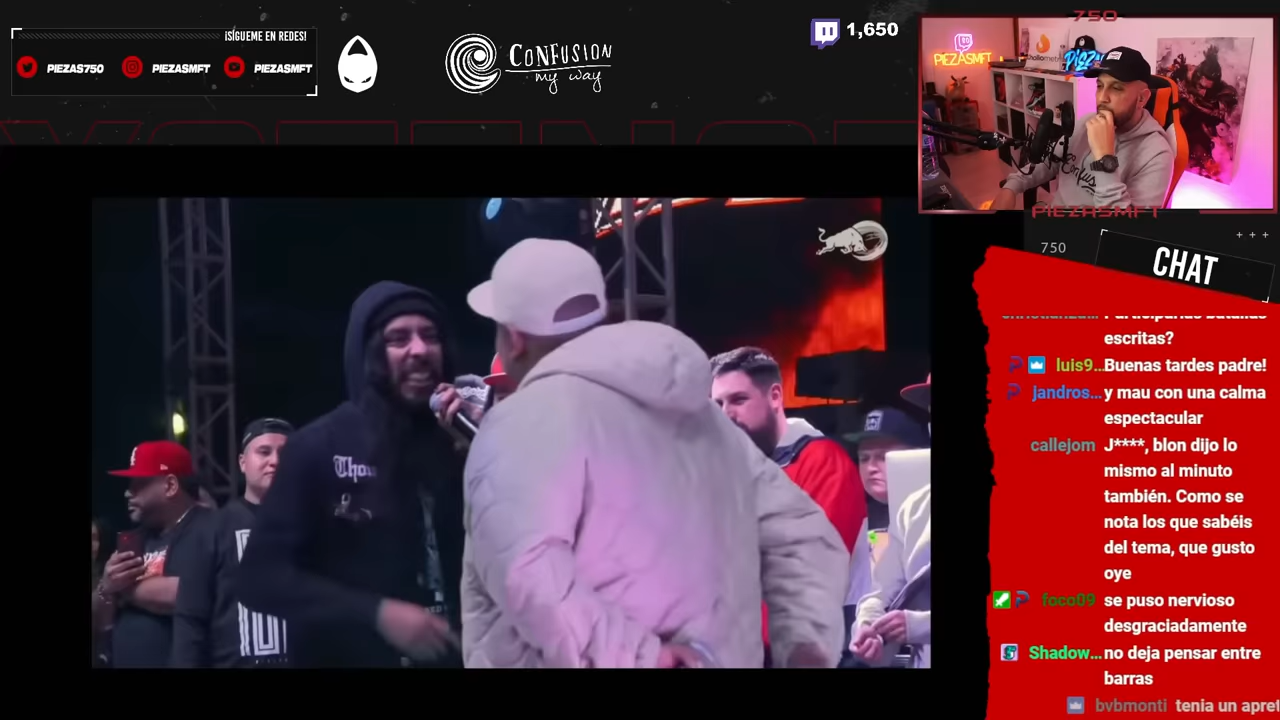 ¡SÍGUEME EN REDES!
PIEZAS750 PIEZASMFT PIEZASMFT
CONFUSION
my way
1,650
750
PIEZASMFT
PIEZASMFT
750
CHAT
escritas?
luis9... Buenas tardes padre!
jandros... y mau con una calma
espectacular
callejom J****, blon dijo lo
mismo al minuto
también. Como se
nota los que sabéis
del tema, que gusto
oye
foco09 se puso nervioso
desgraciadamente
Shadow... no deja pensar entre
barras
bvbmonti tenia un apret
Thou